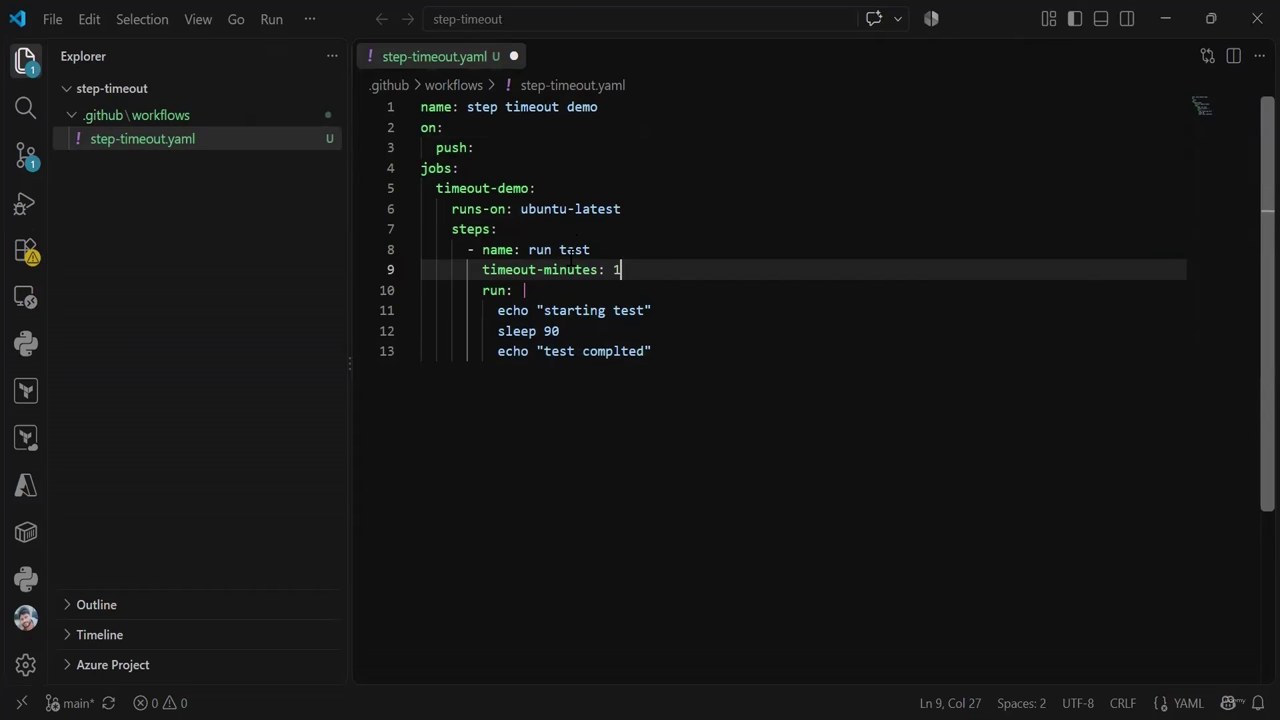 File Edit Selection View Go Run ···
step-timeout
Explorer ···
step-timeout
.github\workflows
! step-timeout.yaml U
1
1
! step-timeout.yaml U
.github > workflows > ! step-timeout.yaml
1 name: step timeout demo
2 on:
3 push:
4 jobs:
5 timeout-demo:
6 runs-on: ubuntu-latest
7 steps:
8 - name: run test
9 timeout-minutes: 1
10 run: |
11 echo "starting test"
12 sleep 90
13 echo "test complted"
Outline
Timeline
Azure Project
main* 0 0 Ln 9, Col 27 Spaces: 2 UTF-8 CRLF {} YAML